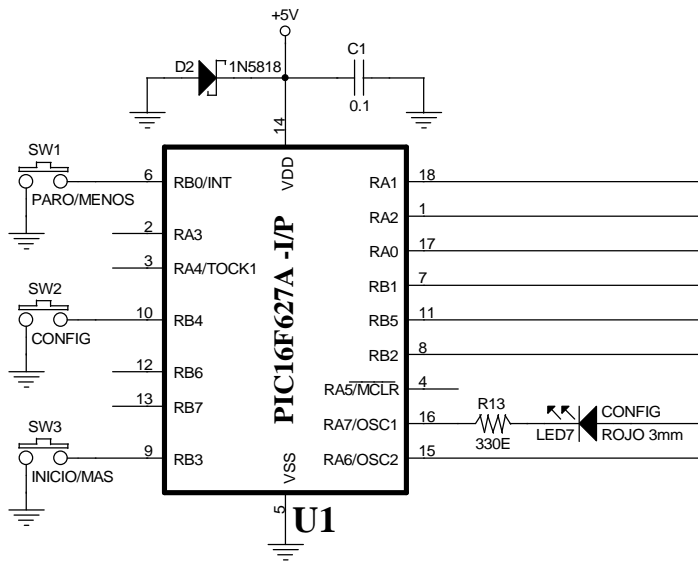 +5V
D2
1N5818
C1
0.1
14
VDD
SW1
6
RB0/INT
PARO/MENOS
2
RA3
3
RA4/TOCK1
SW2
10
RB4
CONFIG
12
RB6
13
RB7
SW3
9
RB3
INICIO/MAS
PIC16F627A -I/P
RA1
18
RA2
1
RA0
17
RB1
7
RB5
11
RB2
8
RA5/MCLR
4
RA7/OSC1
16
R13
330E
LED7
CONFIG
ROJO 3mm
RA6/OSC2
15
VSS
5
U1